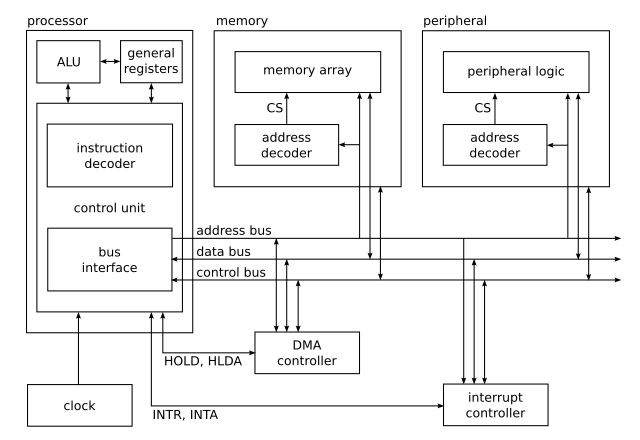 processor
memory
peripheral
ALU
general
registers
memory array
peripheral logic
CS
CS
address
decoder
address
decoder
instruction
decoder
control unit
address bus
bus
interface
data bus
control bus
DMA
controller
HOLD, HLDA
clock
interrupt
controller
INTR, INTA